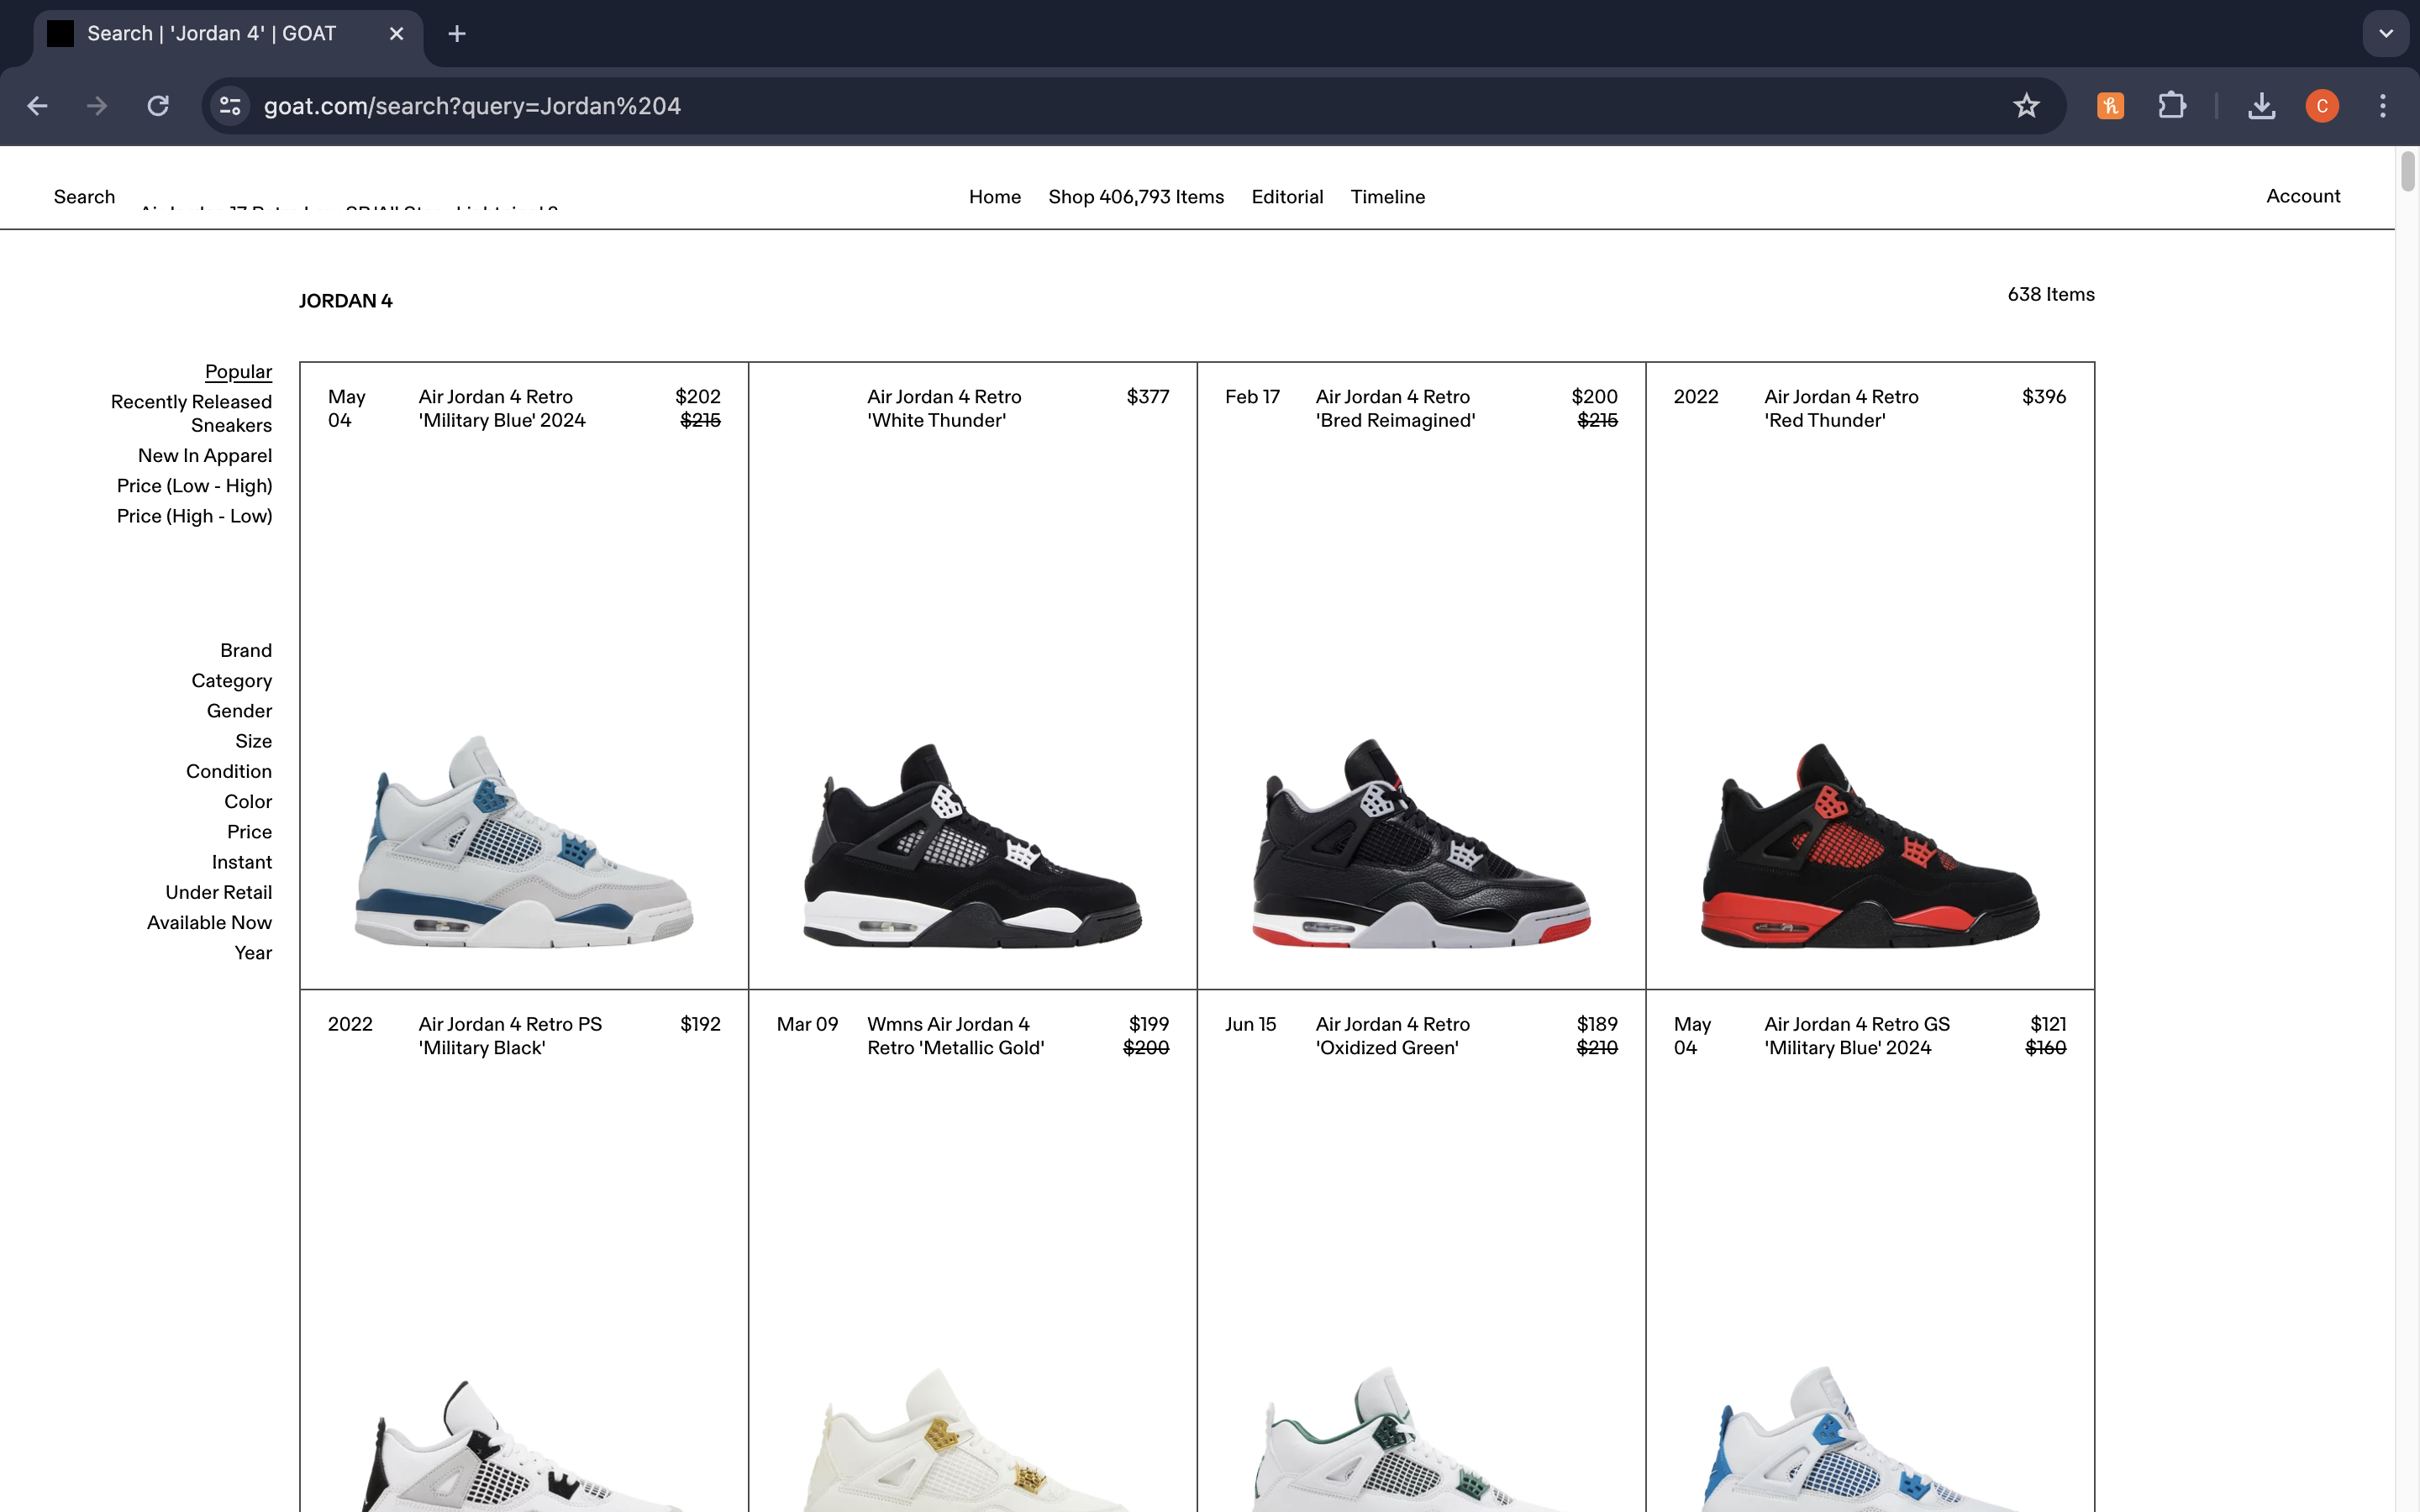 Search | 'Jordan 4' | GOAT
goat.com/search?query=Jordan%204
C
Search
Home Shop 406,793 Items Editorial Timeline
Account
JORDAN 4
638 Items
Popular
Recently Released
Sneakers
New In Apparel
Price (Low - High)
Price (High - Low)
Brand
Category
Gender
Size
Condition
Color
Price
Instant
Under Retail
Available Now
Year
May
04
Air Jordan 4 Retro
'Military Blue' 2024
$202
$215
Air Jordan 4 Retro
'White Thunder'
$377
Feb 17
Air Jordan 4 Retro
'Bred Reimagined'
$200
$215
2022
Air Jordan 4 Retro
'Red Thunder'
$396
2022
Air Jordan 4 Retro PS
'Military Black'
$192
Mar 09
Wmns Air Jordan 4
Retro 'Metallic Gold'
$199
$200
Jun 15
Air Jordan 4 Retro
'Oxidized Green'
$189
$210
May
04
Air Jordan 4 Retro GS
'Military Blue' 2024
$121
$160